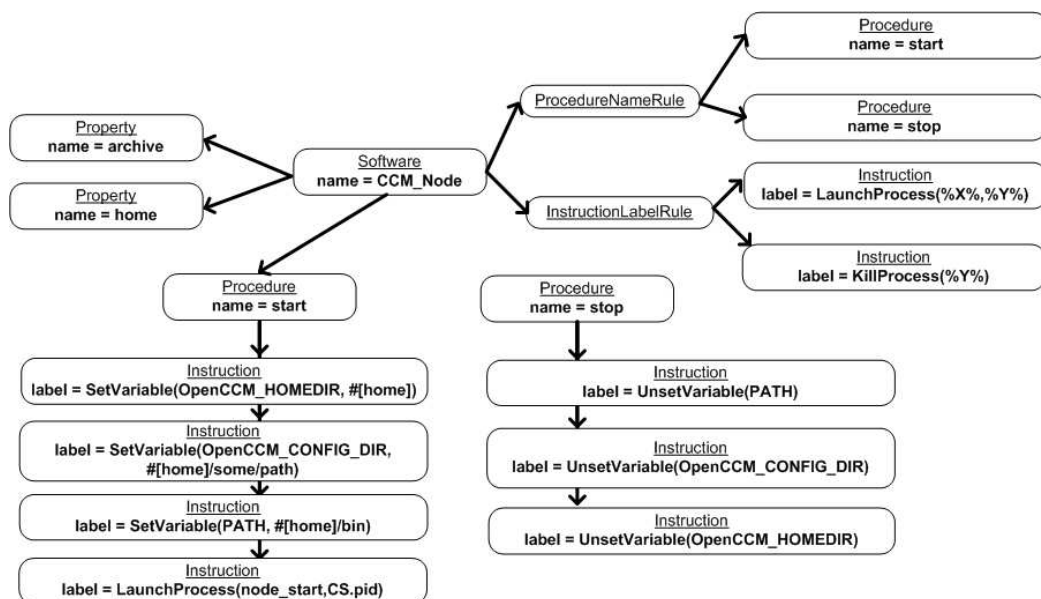 Procedure
name = start
ProcedureNameRule
Procedure
name = stop
Property
name = archive
Software
name = CCM_Node
Property
name = home
Instruction
label = LaunchProcess(%X%,%Y%)
InstructionLabelRule
Instruction
label = KillProcess(%Y%)
Procedure
name = start
Procedure
name = stop
Instruction
label = SetVariable(OpenCCM_HOMEDIR, #[home])
Instruction
label = SetVariable(OpenCCM_CONFIG_DIR,
#[home]/some/path)
Instruction
label = SetVariable(PATH, #[home]/bin)
Instruction
label = LaunchProcess(node_start,CS.pid)
Instruction
label = UnsetVariable(PATH)
Instruction
label = UnsetVariable(OpenCCM_CONFIG_DIR)
Instruction
label = UnsetVariable(OpenCCM_HOMEDIR)